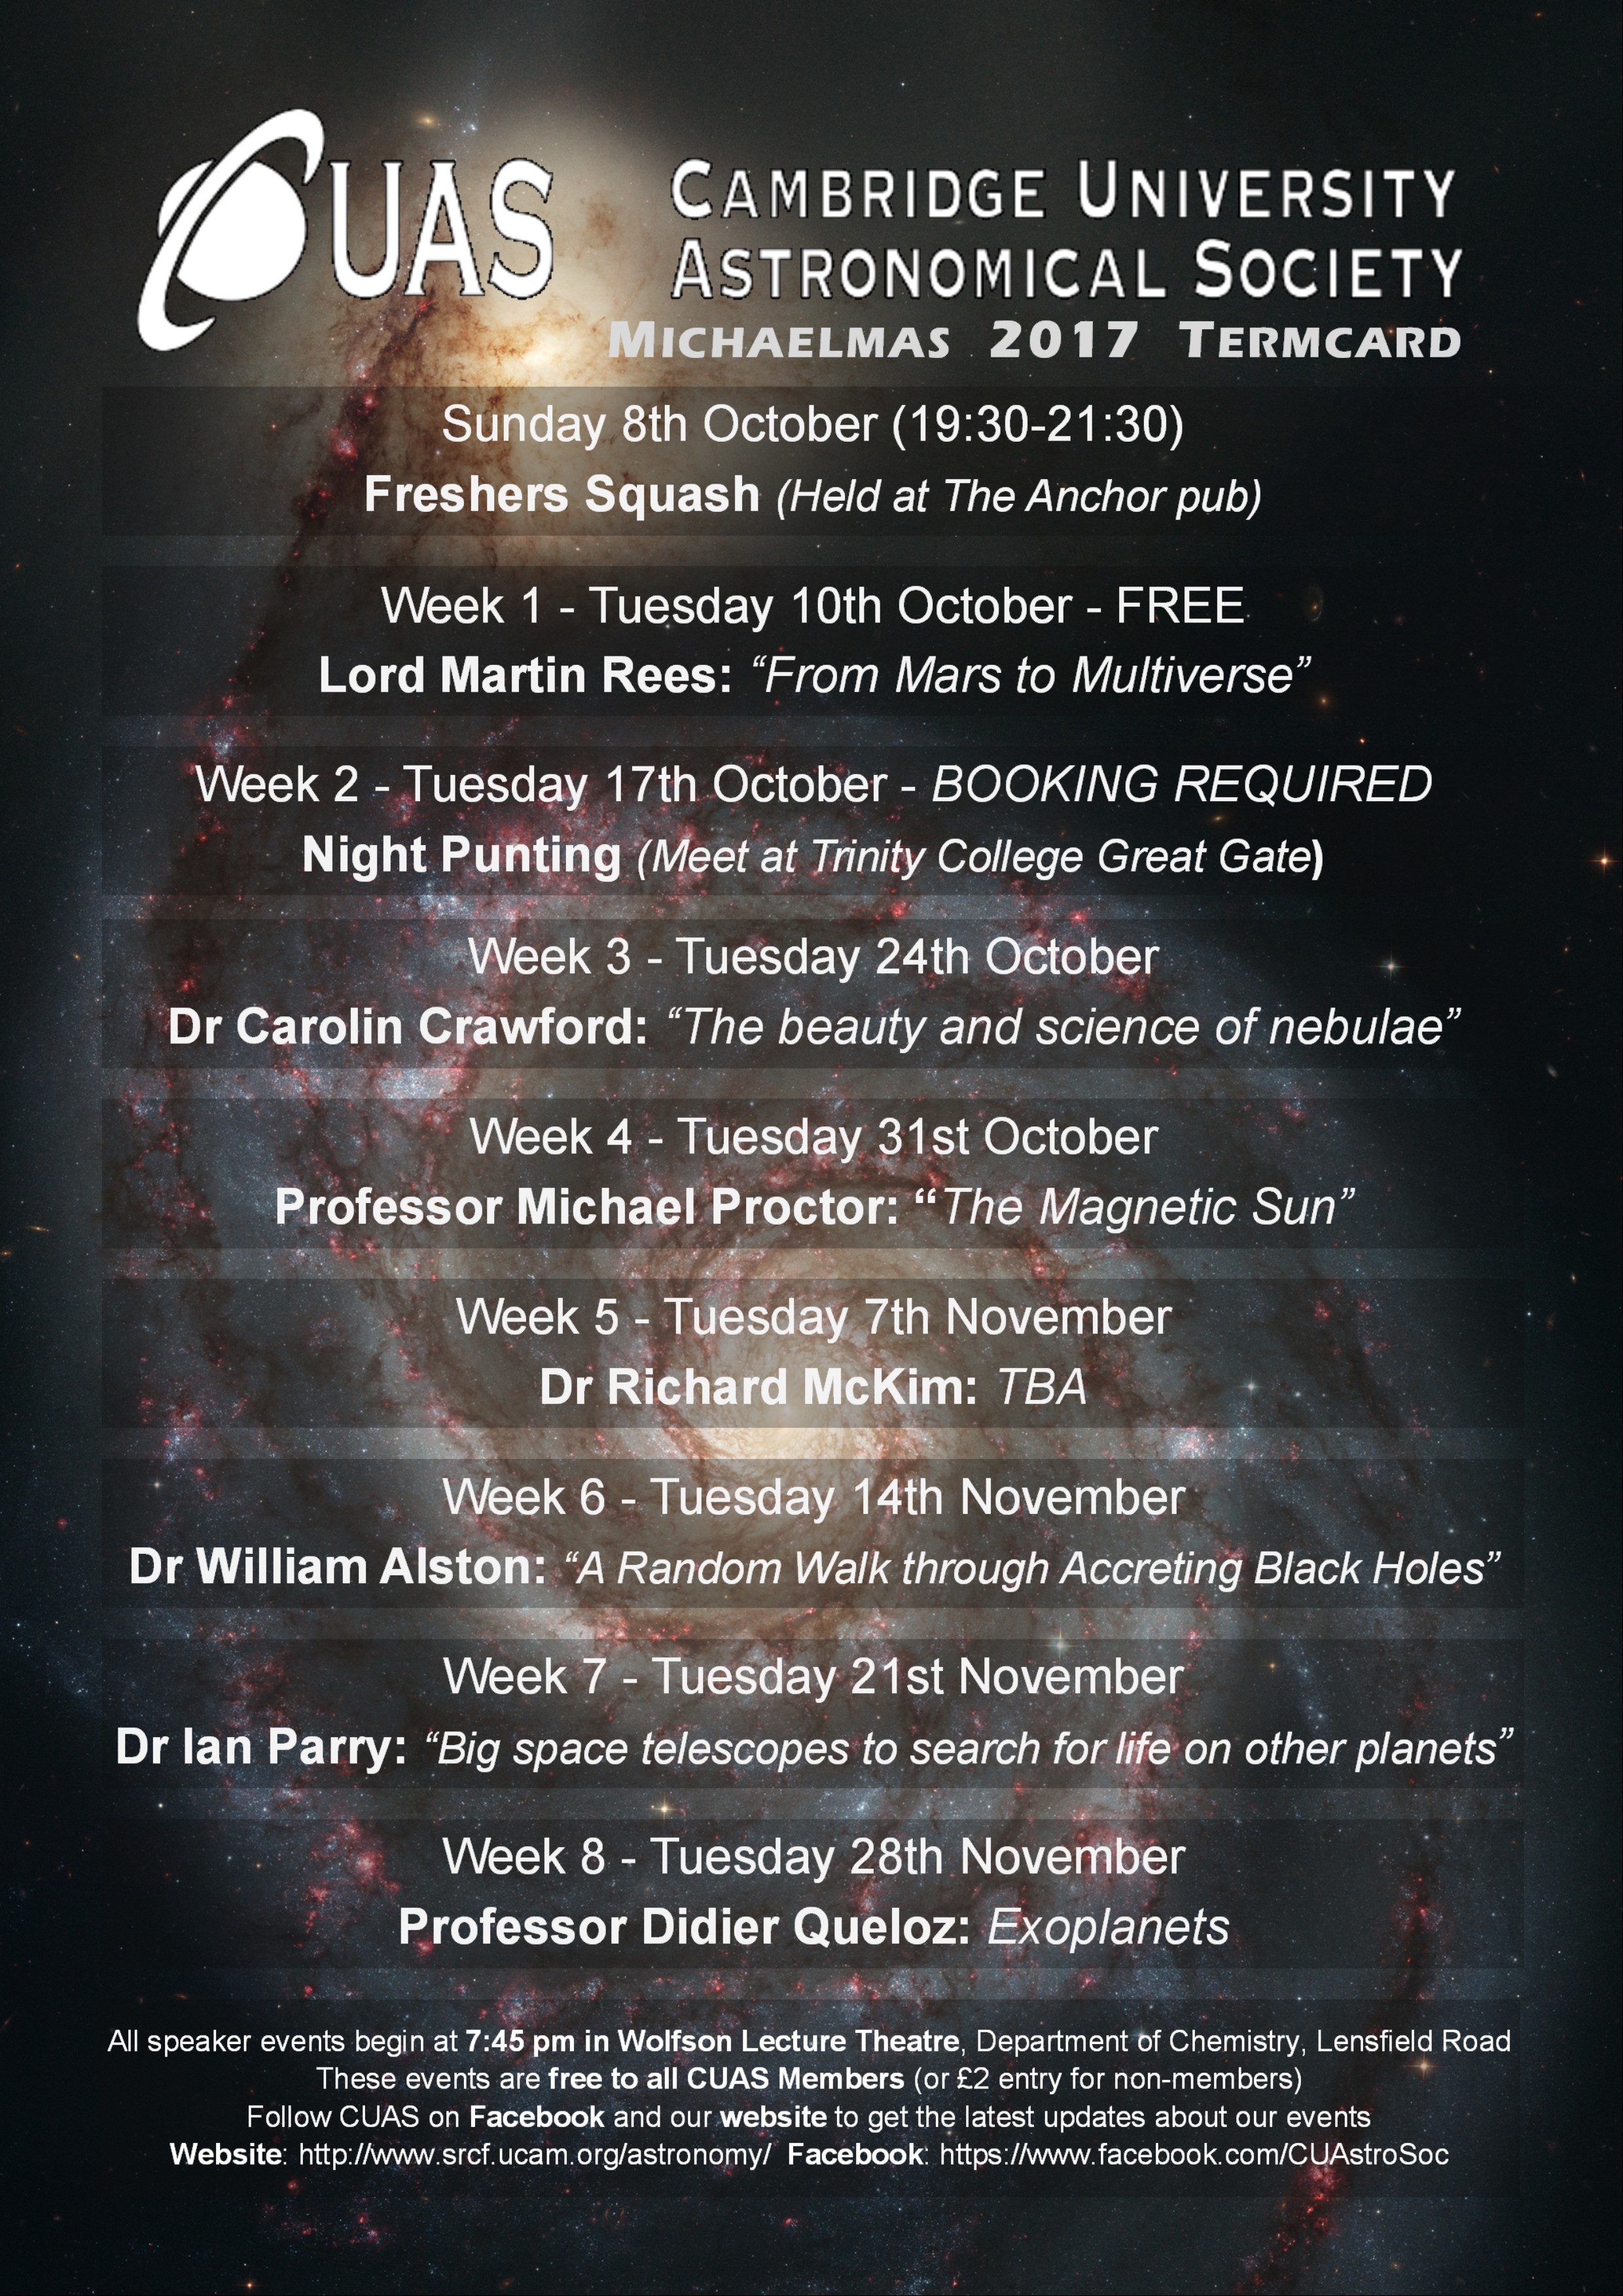 CUAS
CAMBRIDGE UNIVERSITY
ASTRONOMICAL SOCIETY
MICHAELMAS 2017 TERMCARD
Sunday 8th October (19:30-21:30)
Freshers Squash (Held at The Anchor pub)
Week 1 - Tuesday 10th October - FREE
Lord Martin Rees: “From Mars to Multiverse”
Week 2 - Tuesday 17th October - BOOKING REQUIRED
Night Punting (Meet at Trinity College Great Gate)
Week 3 - Tuesday 24th October
Dr Carolin Crawford: “The beauty and science of nebulae”
Week 4 - Tuesday 31st October
Professor Michael Proctor: “The Magnetic Sun”
Week 5 - Tuesday 7th November
Dr Richard McKim: TBA
Week 6 - Tuesday 14th November
Dr William Alston: “A Random Walk through Accreting Black Holes”
Week 7 - Tuesday 21st November
Dr Ian Parry: “Big space telescopes to search for life on other planets”
Week 8 - Tuesday 28th November
Professor Didier Queloz: Exoplanets
All speaker events begin at 7:45 pm in Wolfson Lecture Theatre, Department of Chemistry, Lensfield Road
These events are free to all CUAS Members (or £2 entry for non-members)
Follow CUAS on Facebook and our website to get the latest updates about our events
Website: http://www.srcf.ucam.org/astronomy/ Facebook: https://www.facebook.com/CUAstroSoc